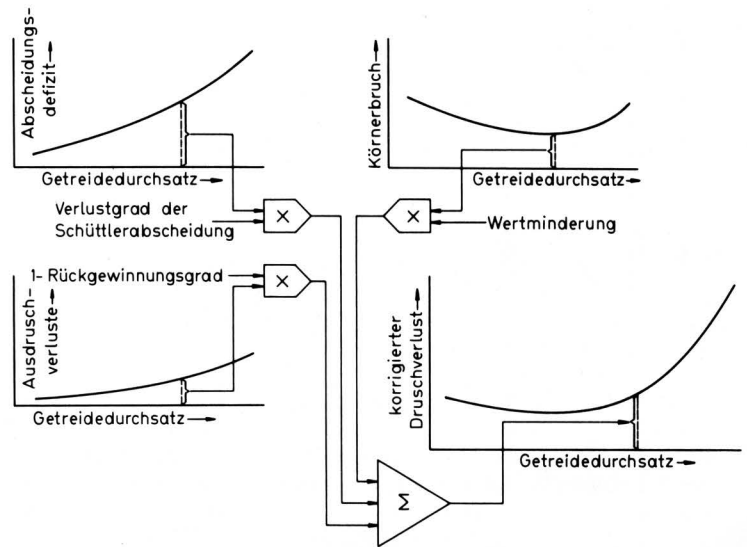 Abscheidungs-
defizit
Getreidedurchsatz
Körnerbruch
Getreidedurchsatz
Verlustgrad der
Schüttlerabscheidung
X
X
Wertminderung
1- Rückgewinnungsgrad
X
Ausdrusch-
verluste
Getreidedurchsatz
korrigierter
Druschverlust
Getreidedurchsatz
Σ